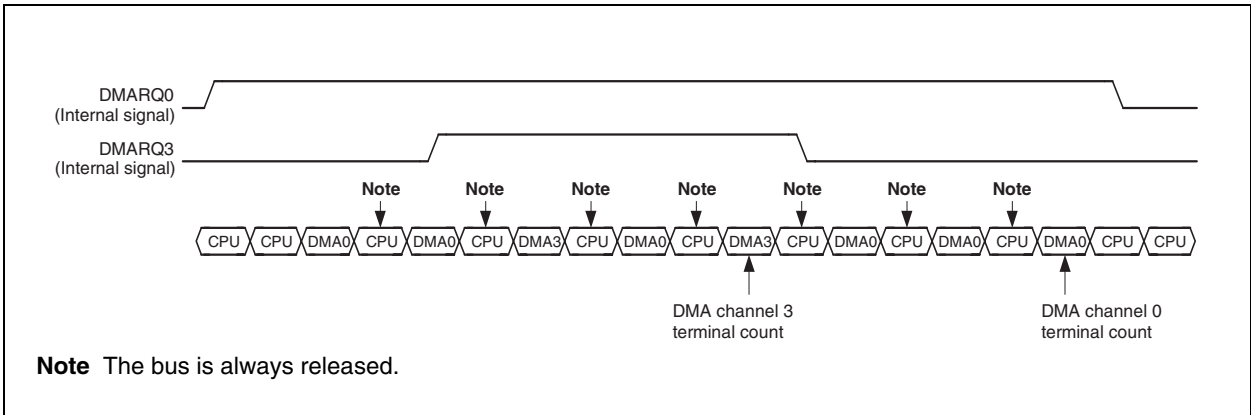 DMARQ0
(Internal signal)
DMARQ3
(Internal signal)
Note Note Note Note Note Note Note
CPU CPU DMA0 CPU DMA0 CPU DMA3 CPU DMA0 CPU DMA3 CPU DMA0 CPU DMA0 CPU DMA0 CPU CPU
DMA channel 3
terminal count
DMA channel 0
terminal count
Note The bus is always released.